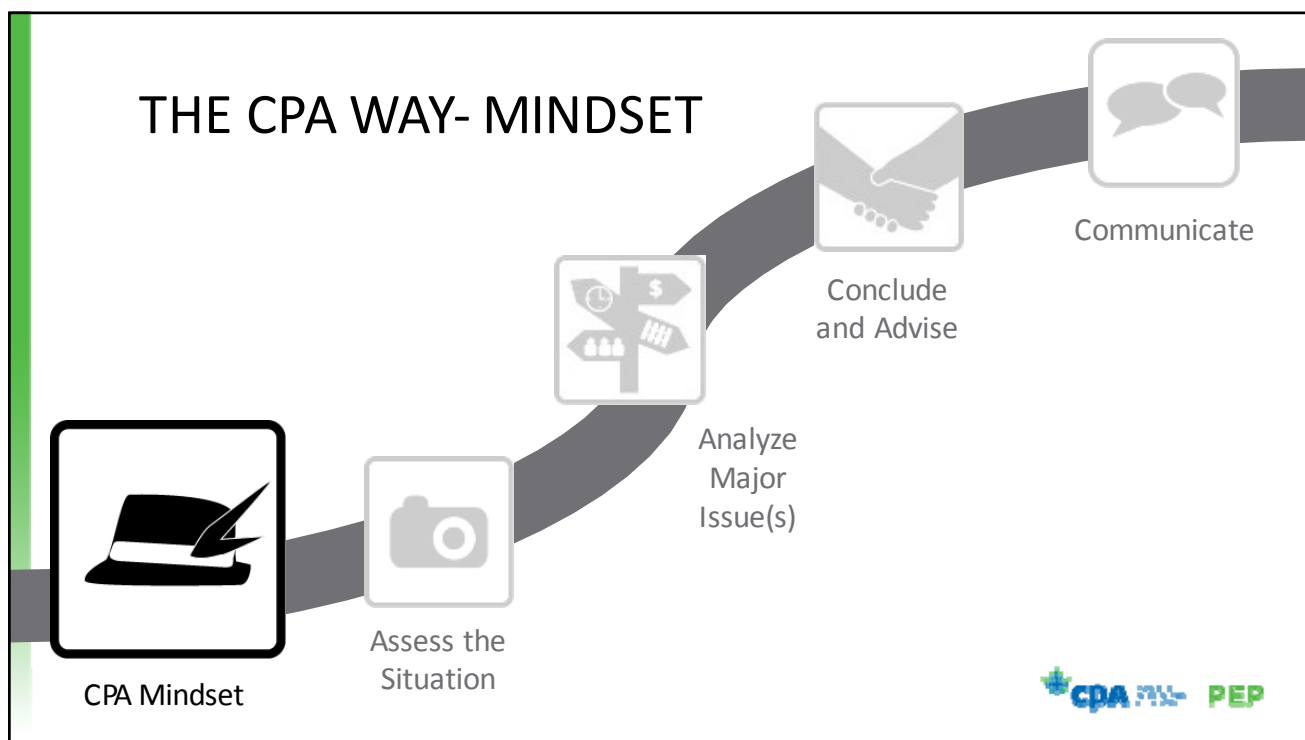 THE CPA WAY- MINDSET
Communicate
Conclude
and Advise
$
Analyze
Major
Issue(s)
Assess the
Situation
CPA Mindset
CPA
PEP